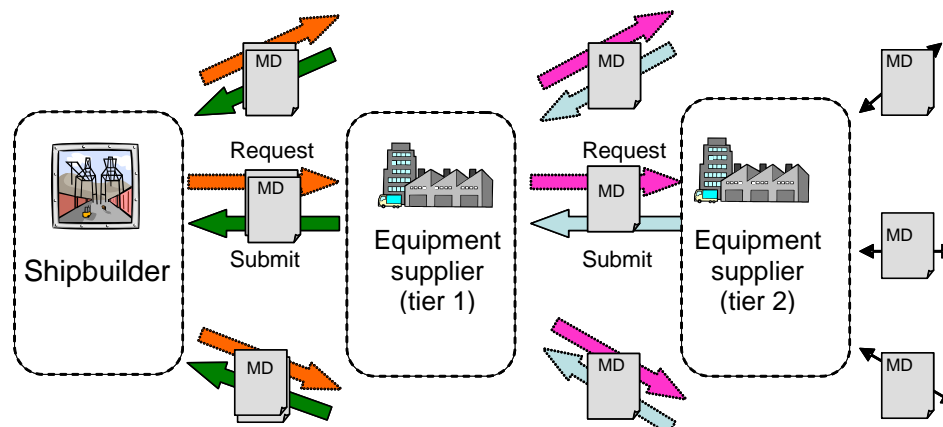 MD
MD
MD
Request
Request
MD
MD
MD
Shipbuilder
Equipment
supplier
(tier 1)
Equipment
supplier
(tier 2)
Submit
Submit
MD
MD
MD